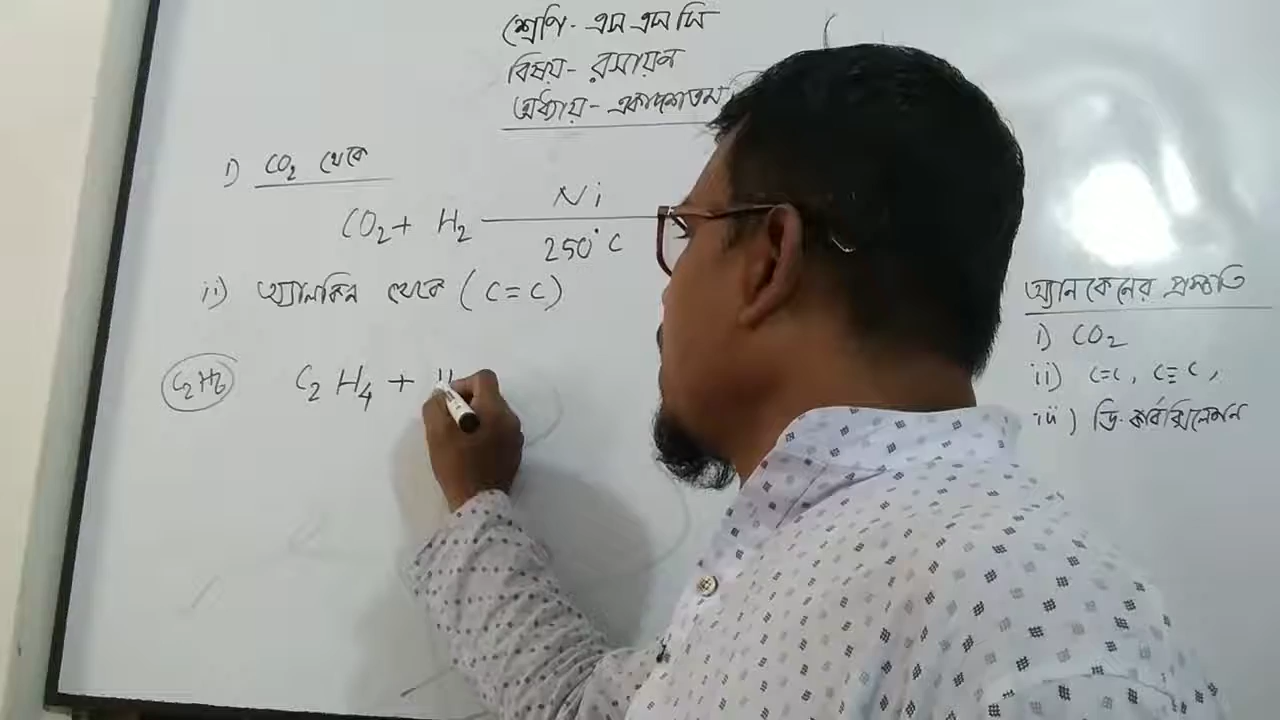 শ্রেণি - এস এস সি
বিষয় - রসায়ন
অধ্যায় - একাদশতম
i) CO₂ থেকে
CO₂ + H₂ Ni
250°C
ii) অ্যালকিন থেকে ( C = C )
C₂H₆ C₂H₄ + H
অ্যালকেনের প্রস্তুতি
i) CO₂
ii) C=C, C≡C,
iii) ডি-কার্বক্সিলেশন